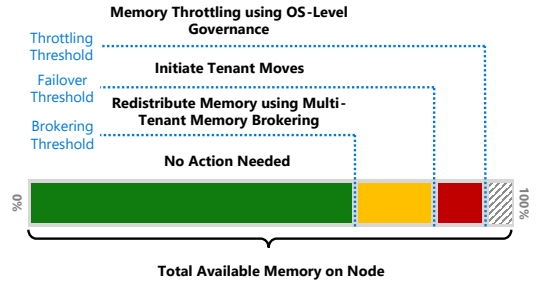 Memory Throttling using OS-Level
Governance
Throttling
Threshold
Initiate Tenant Moves
Failover
Threshold
Redistribute Memory using Multi-
Tenant Memory Brokering
Brokering
Threshold
No Action Needed
0%
100%
Total Available Memory on Node